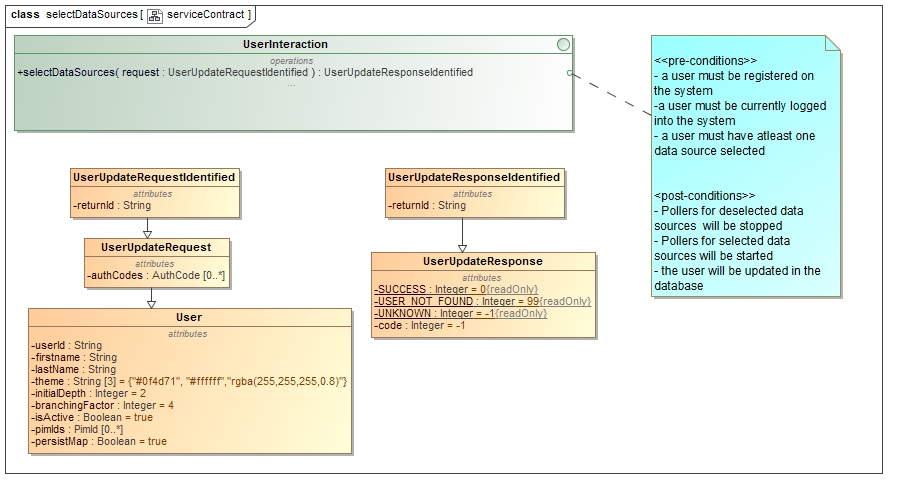 class selectDataSources [ serviceContract ]
UserInteraction
operations
+selectDataSources( request : UserUpdateRequestIdentified ) : UserUpdateResponseIdentified
...
<<pre-conditions>>
- a user must be registered on
the system
-a user must be currently logged
into the system
- a user must have atleast one
data source selected
<post-conditions>>
- Pollers for deselected data
sources will be stopped
- Pollers for selected data
sources will be started
- the user will be updated in the
database
UserUpdateRequestIdentified
attributes
-returnId : String
UserUpdateRequest
attributes
-authCodes : AuthCode [0..*]
User
attributes
-userId : String
-firstname : String
-lastName : String
-theme : String [3] = {"#0f4d71", "#ffffff","rgba(255,255,255,0.8)"}
-initialDepth : Integer = 2
-branchingFactor : Integer = 4
-isActive : Boolean = true
-pimIds : PimId [0..*]
-persistMap : Boolean = true
UserUpdateResponseIdentified
attributes
-returnId : String
UserUpdateResponse
attributes
-SUCCESS : Integer = 0{readOnly}
-USER_NOT_FOUND : Integer = 99{readOnly}
-UNKNOWN : Integer = -1{readOnly}
-code : Integer = -1